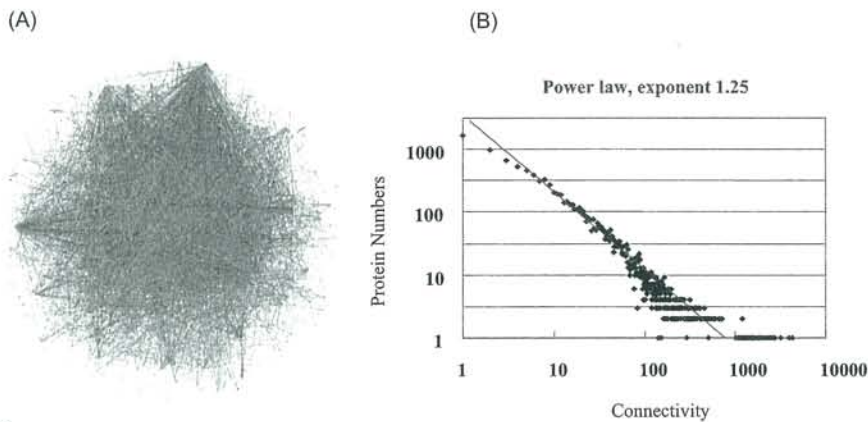 (A)
(B)
Power law, exponent 1.25
Protein Numbers
1000
100
10
1
1
10
100
1000
10000
Connectivity